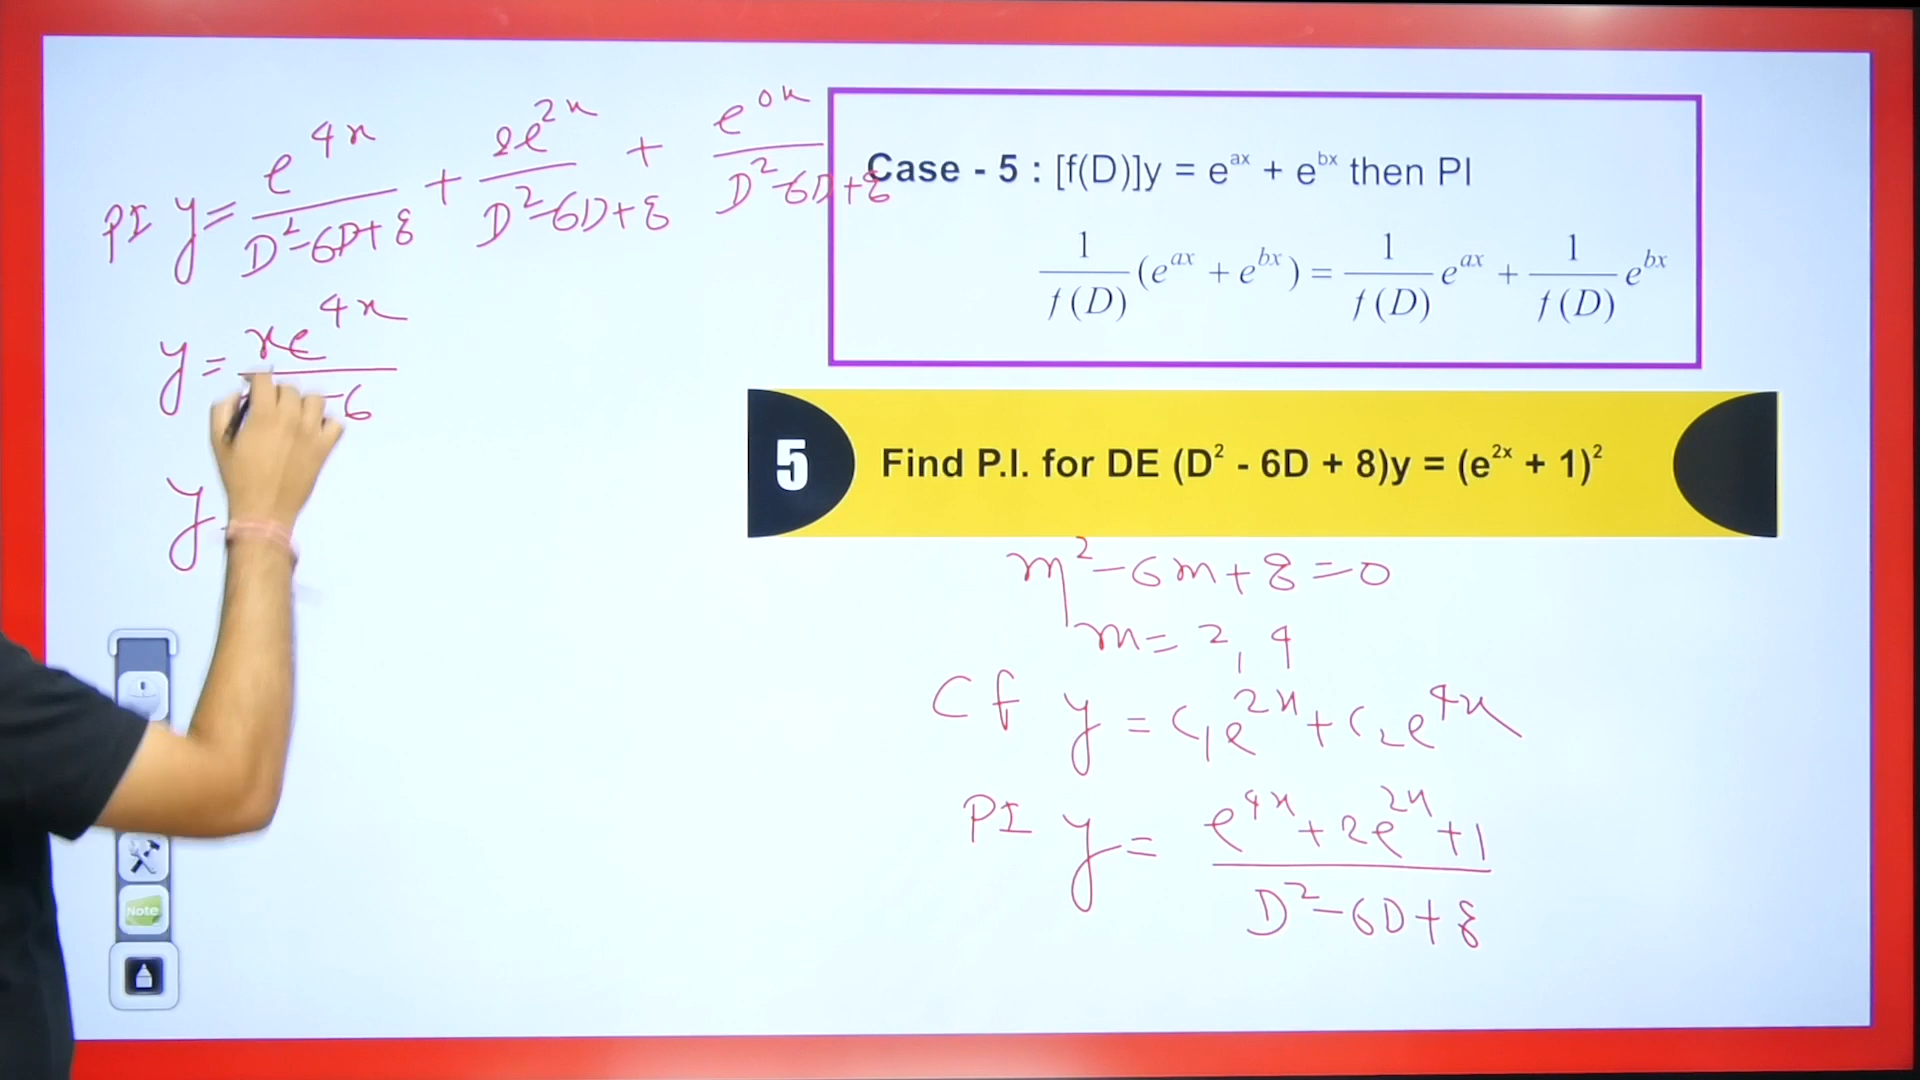 PI y = e^4x / D²-6D+8 + 2e^2x / D²-6D+8 + e^0x / D²-6D+8
y = xe^4x / -6
y
Case - 5 : [f(D)]y = e^ax + e^bx then PI
1/f(D) (e^ax + e^bx) = 1/f(D) e^ax + 1/f(D) e^bx
5 Find P.I. for DE (D² - 6D + 8)y = (e^2x + 1)²
m²-6m+8=0
m= 2, 4
Cf y = c₁e^2x + c₂e^4x
PI y = e^4x + 2e^2x + 1 / D²-6D+8
Note